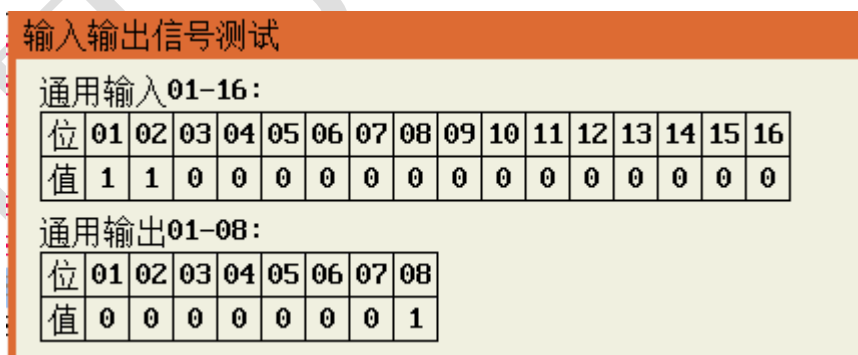 输入输出信号测试
通用输入01-16:
位 01 02 03 04 05 06 07 08 09 10 11 12 13 14 15 16
值 1 1 0 0 0 0 0 0 0 0 0 0 0 0 0 0
通用输出01-08:
位 01 02 03 04 05 06 07 08
值 0 0 0 0 0 0 0 1